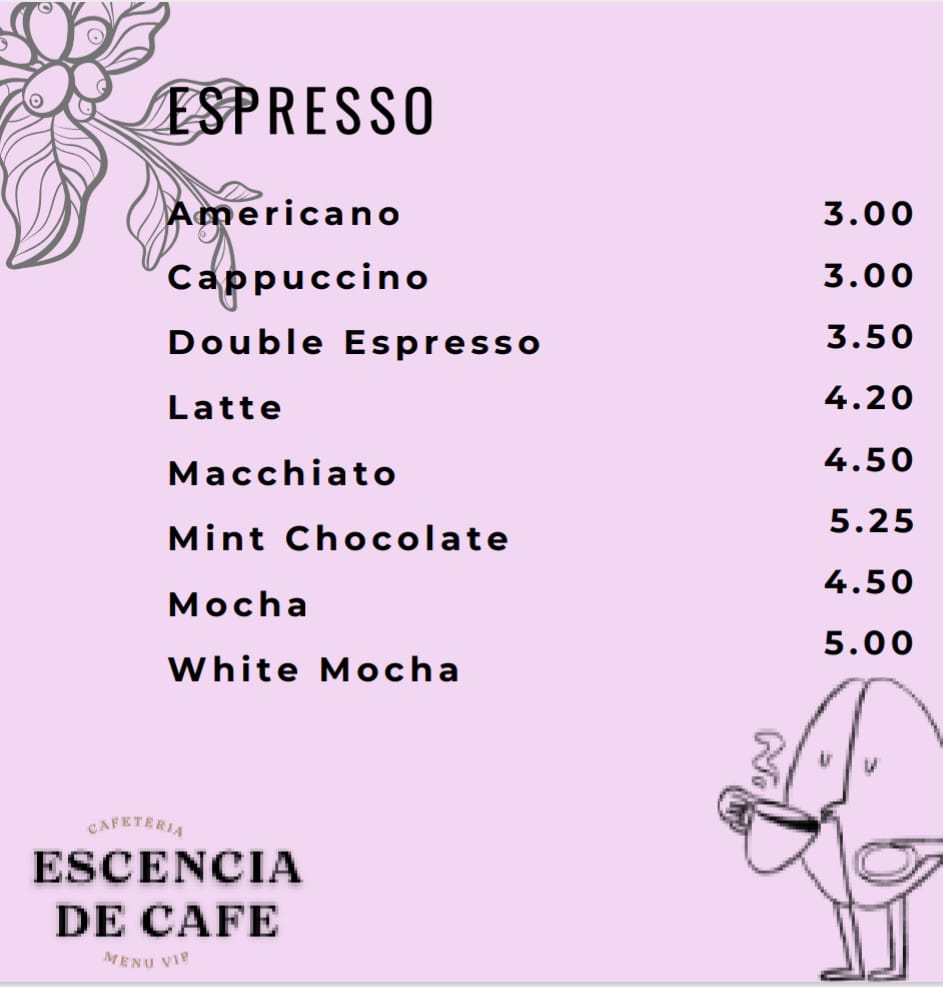 ESPRESSO
Americano 3.00
Cappuccino 3.00
Double Espresso 3.50
Latte 4.20
Macchiato 4.50
Mint Chocolate 5.25
Mocha 4.50
White Mocha 5.00
CAFETERIA
ESCENCIA
DE CAFE
MENU VIP